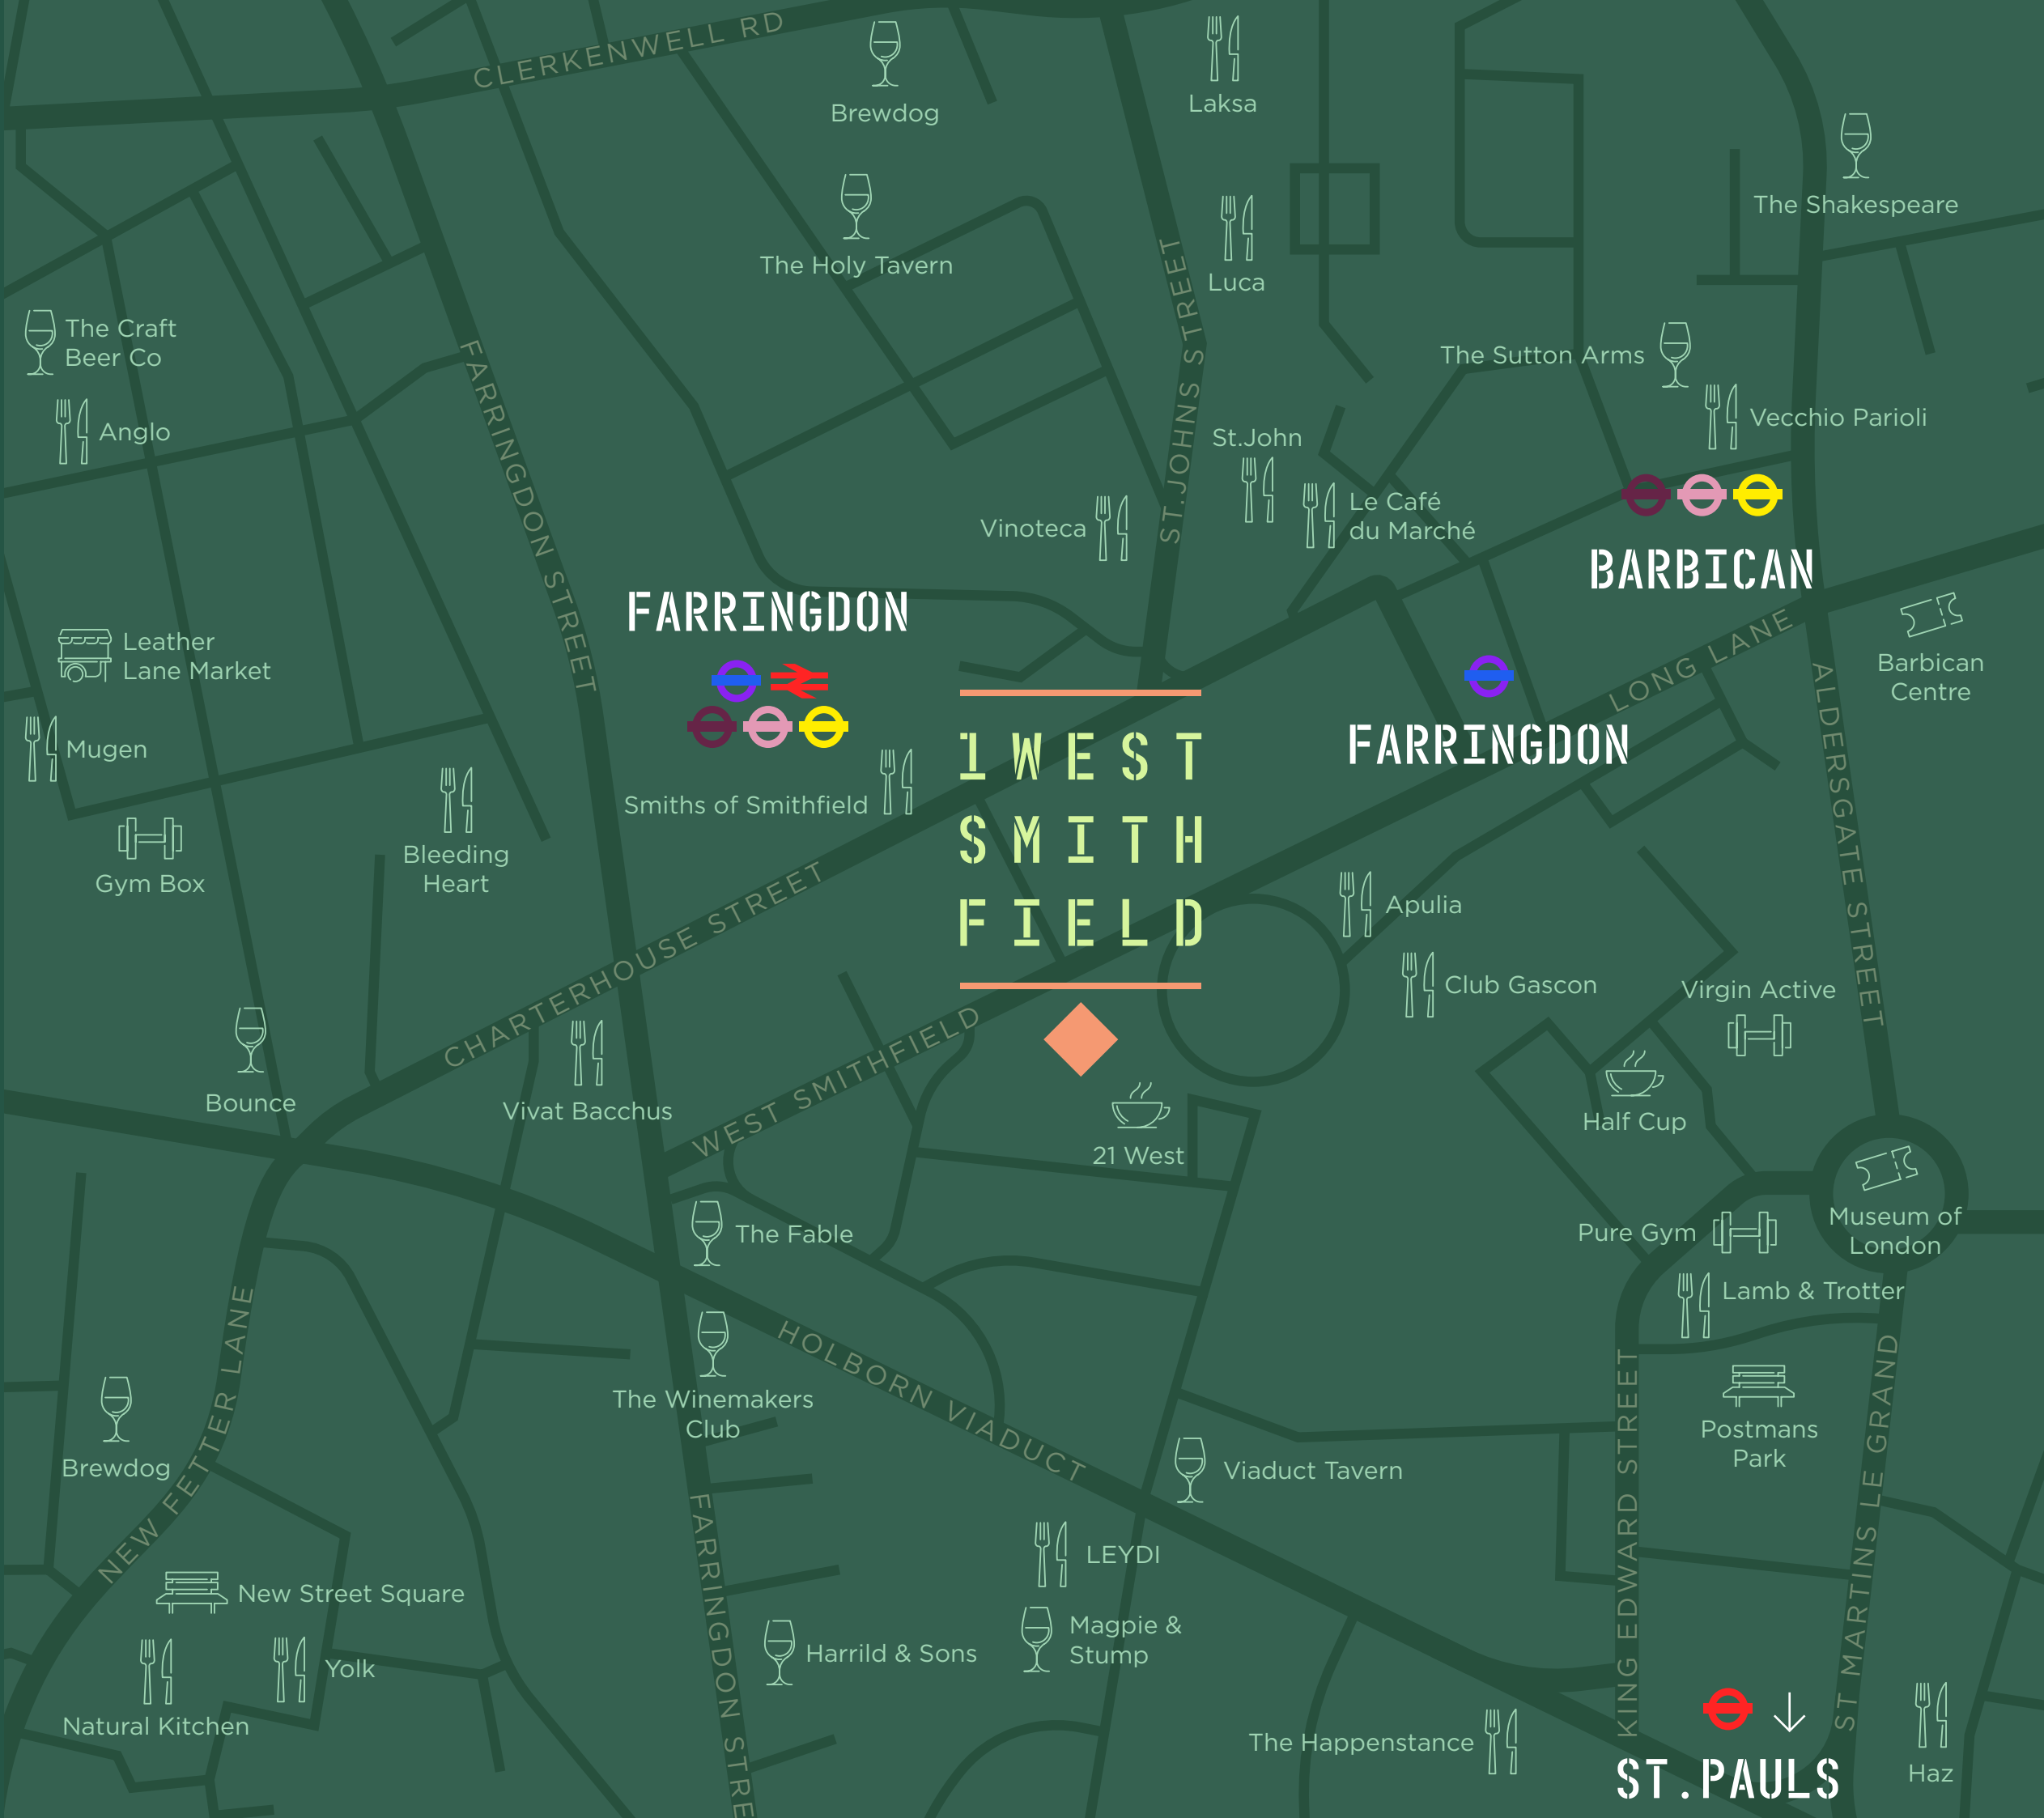 CLERKENWELL RD
Brewdog
Laksa
The Shakespeare
The Holy Tavern
Luca
ST.JOHNS STREET
The Craft
Beer Co
FARRINGDON STREET
The Sutton Arms
Vecchio Parioli
Anglo
St.John
Vinoteca
Le Café
du Marché
BARBICAN
FARRINGDON
Leather
Lane Market
LONG LANE
Barbican
Centre
Mugen
FARRINGDON
ALDERSGATE STREET
Smiths of Smithfield
1 WEST
SMITH
FIELD
Bleeding
Heart
Gym Box
CHARTERHOUSE STREET
Apulia
Club Gascon
Virgin Active
WEST SMITHFIELD
Bounce
Vivat Bacchus
Half Cup
21 West
The Fable
Pure Gym
Museum of
London
Lamb & Trotter
NEW FETTER LANE
HOLBORN VIADUCT
The Winemakers
Club
KING EDWARD STREET
ST MARTINS LE GRAND
Postmans
Park
Brewdog
Viaduct Tavern
FARRINGDON STRE
LEYDI
New Street Square
Magpie &
Stump
Harrild & Sons
Yolk
Natural Kitchen
The Happenstance
ST.PAULS
Haz